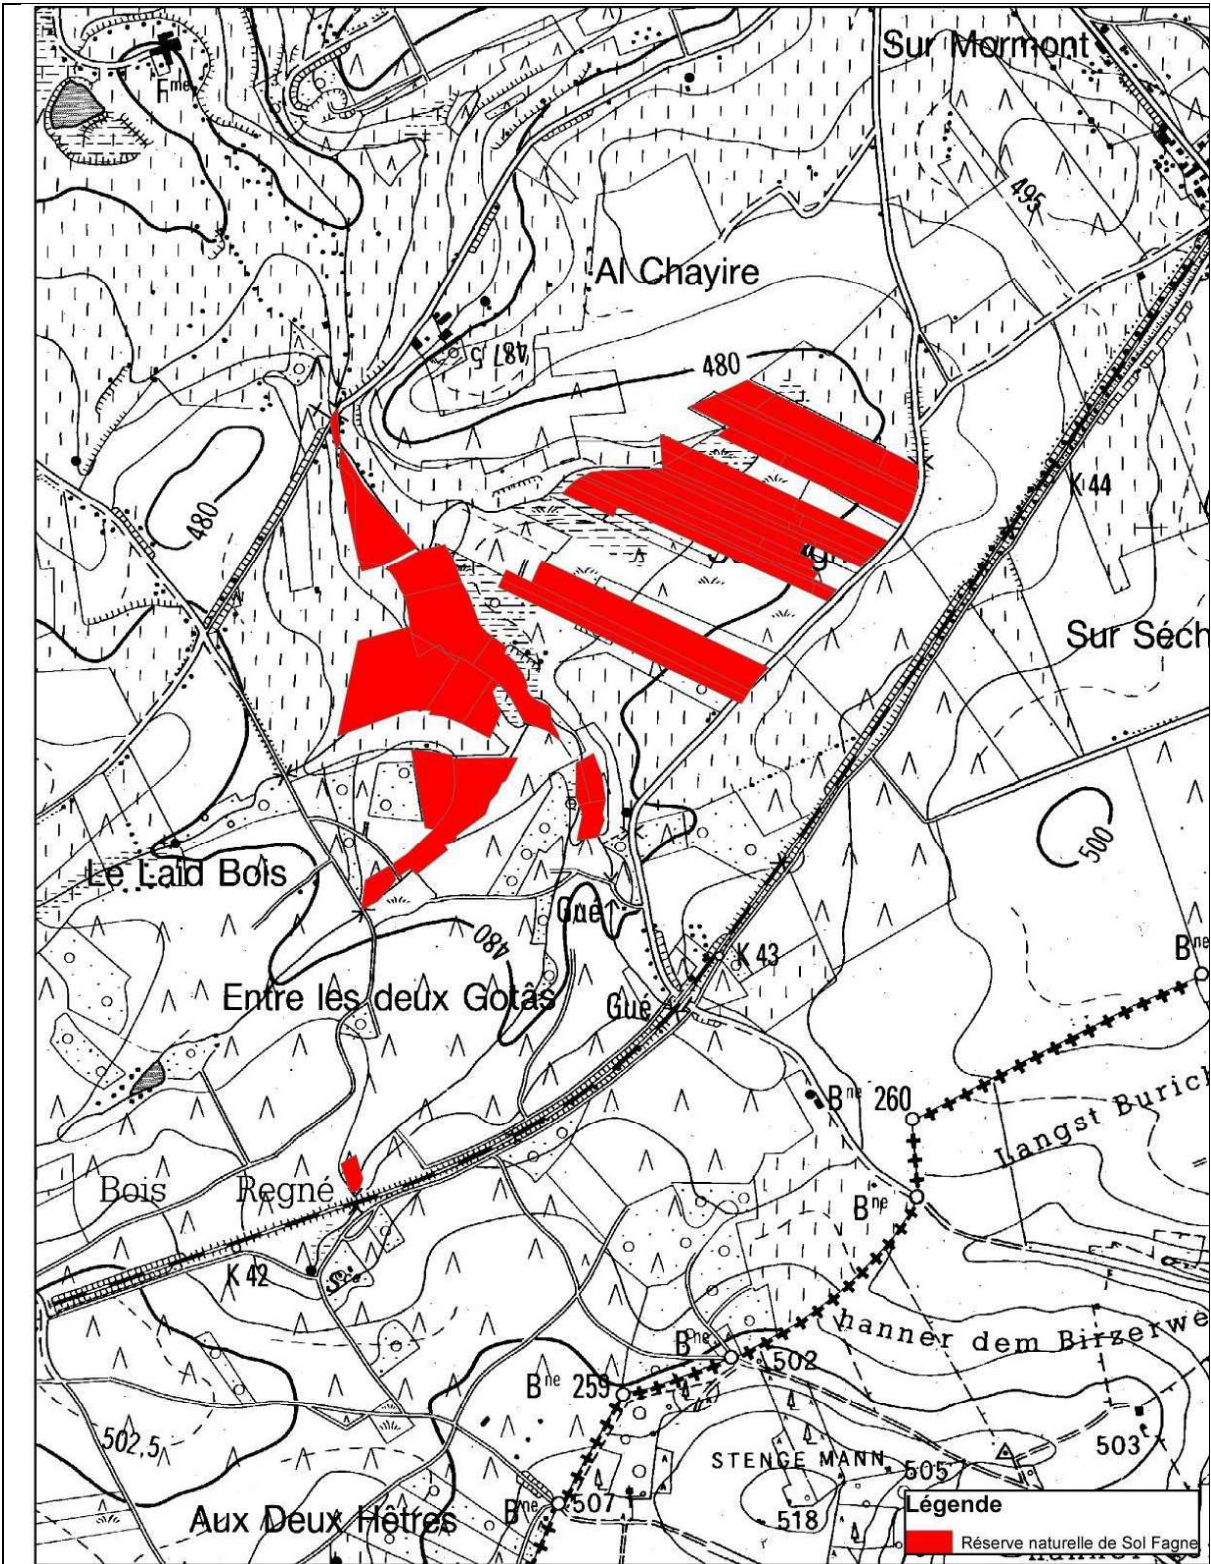 Sur Mormont
Fme
495
Al Chayire
487,5
480
480
K 44
Sur Séch
500
Le Laid Bois
Gué
480
Bne
K 43
Entre les deux Gotâs
Gué
Bne 260
Langst Burich
Bois Regné
Bne
K 42
Sce
hanner dem Birzerwe
Bne
502
Bne 259
502,5
503
STENGE MANN
505
Bne 507
Légende
Aux Deux Hêtres
518
Réserve naturelle de Sol Fagne